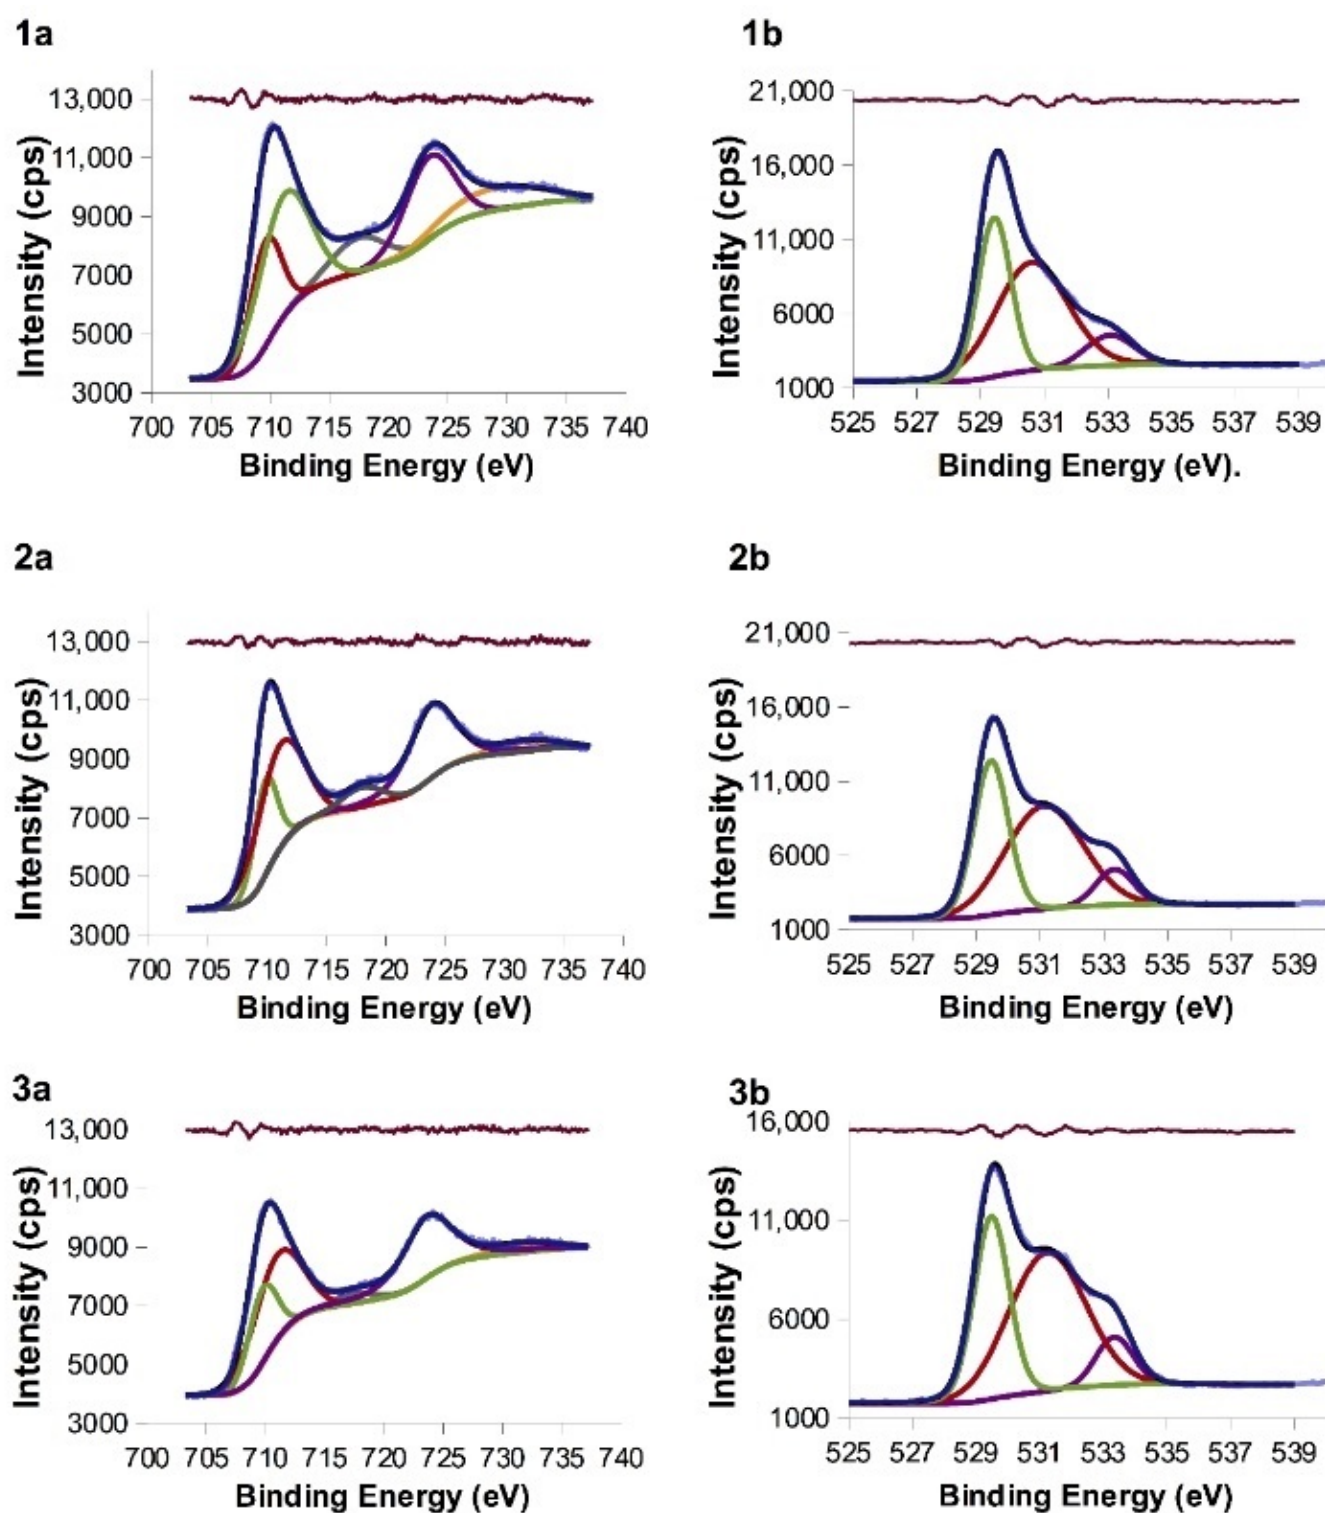 1a
Intensity (cps)
13,000
11,000
9000
7000
5000
3000
700 705 710 715 720 725 730 735 740
Binding Energy (eV)
1b
Intensity (cps)
21,000
16,000
11,000
6000
1000
525 527 529 531 533 535 537 539
Binding Energy (eV).
2a
Intensity (cps)
13,000
11,000
9000
7000
5000
3000
700 705 710 715 720 725 730 735 740
Binding Energy (eV)
2b
Intensity (cps)
21,000
16,000
11,000
6000
1000
525 527 529 531 533 535 537 539
Binding Energy (eV)
3a
Intensity (cps)
13,000
11,000
9000
7000
5000
3000
700 705 710 715 720 725 730 735 740
Binding Energy (eV)
3b
Intensity (cps)
16,000
11,000
6000
1000
525 527 529 531 533 535 537 539
Binding Energy (eV)